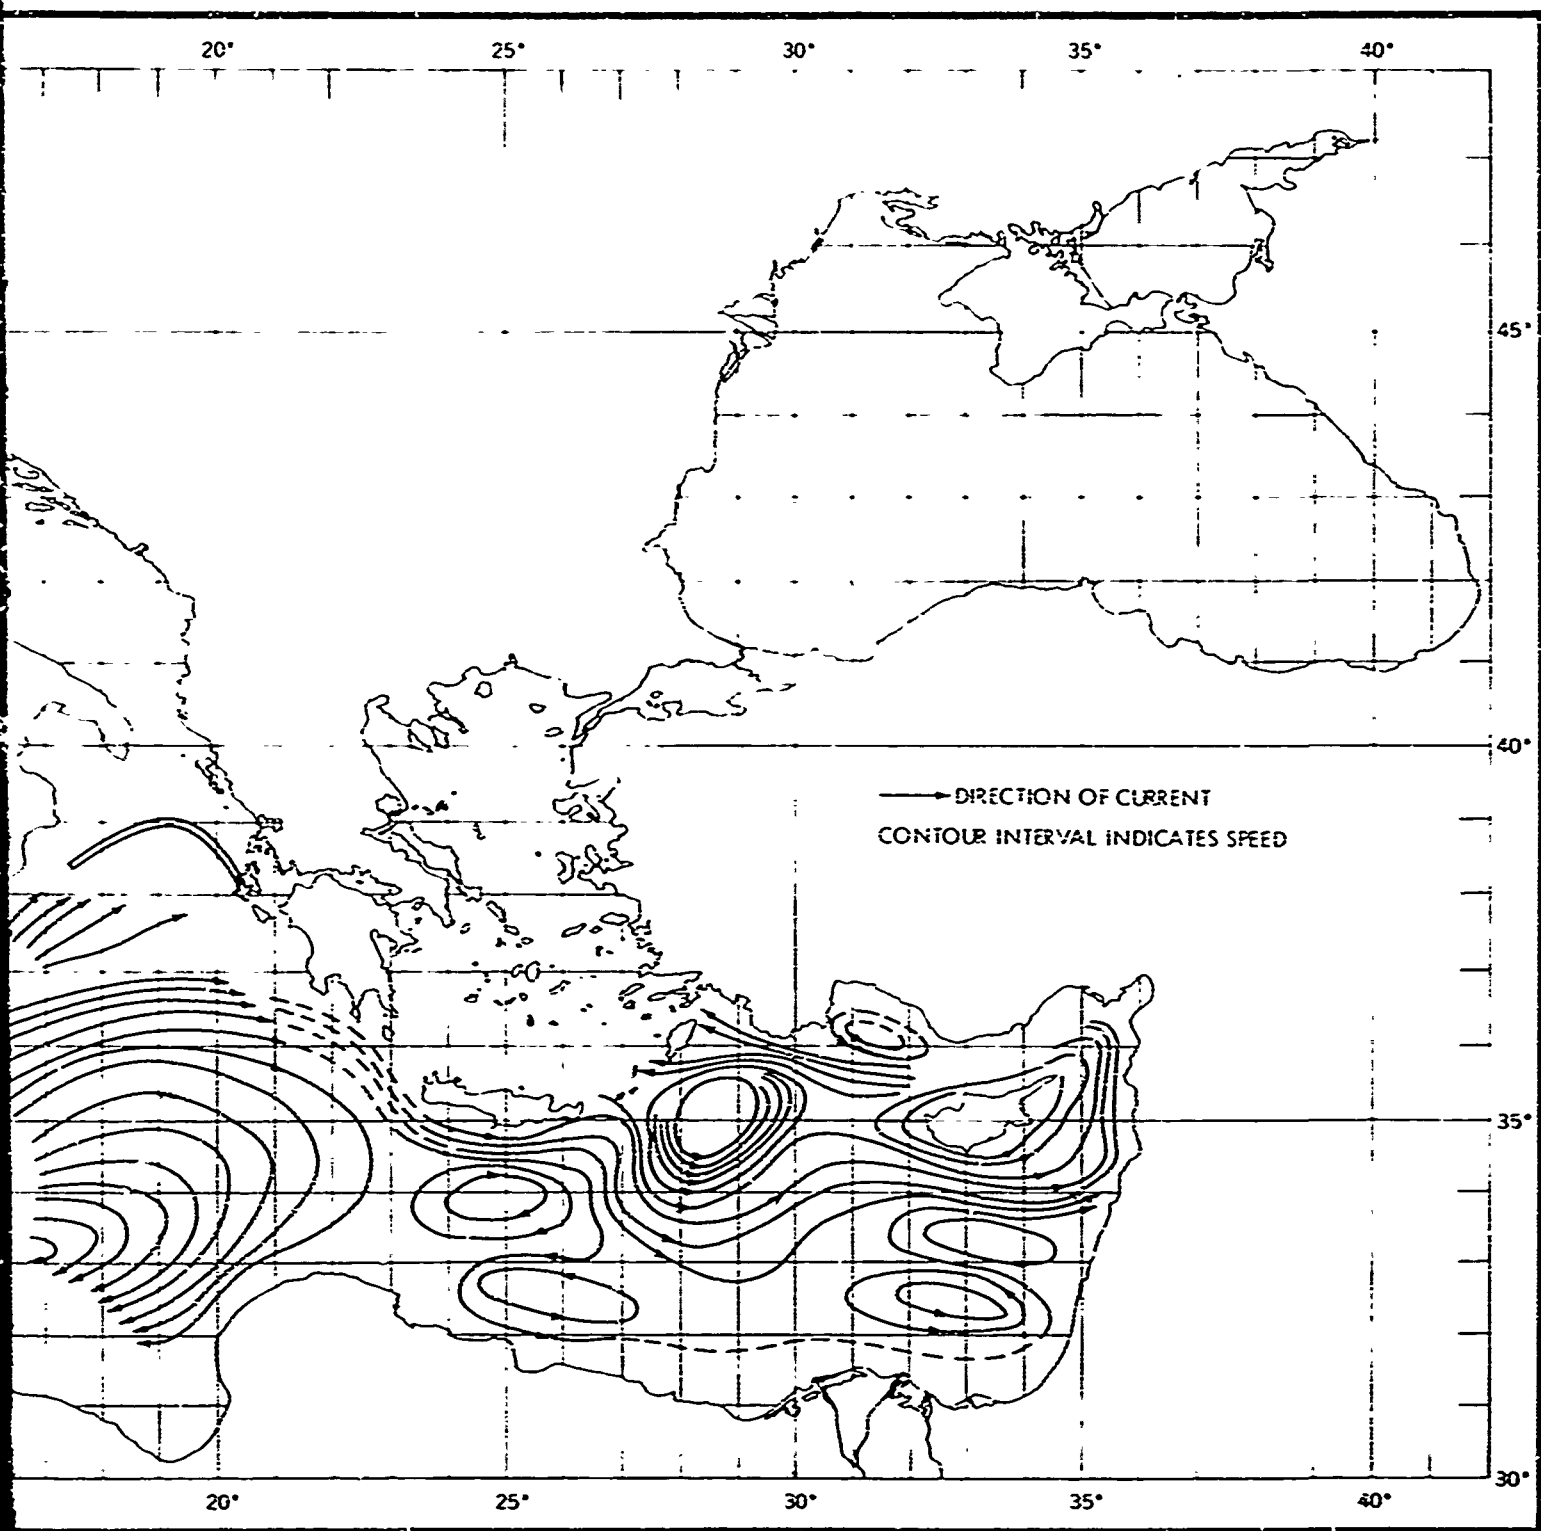 20° 25° 30° 35° 40°
45°
40°
DIRECTION OF CURRENT
CONTOUR INTERVAL INDICATES SPEED
35°
30°
20° 25° 30° 35° 40°